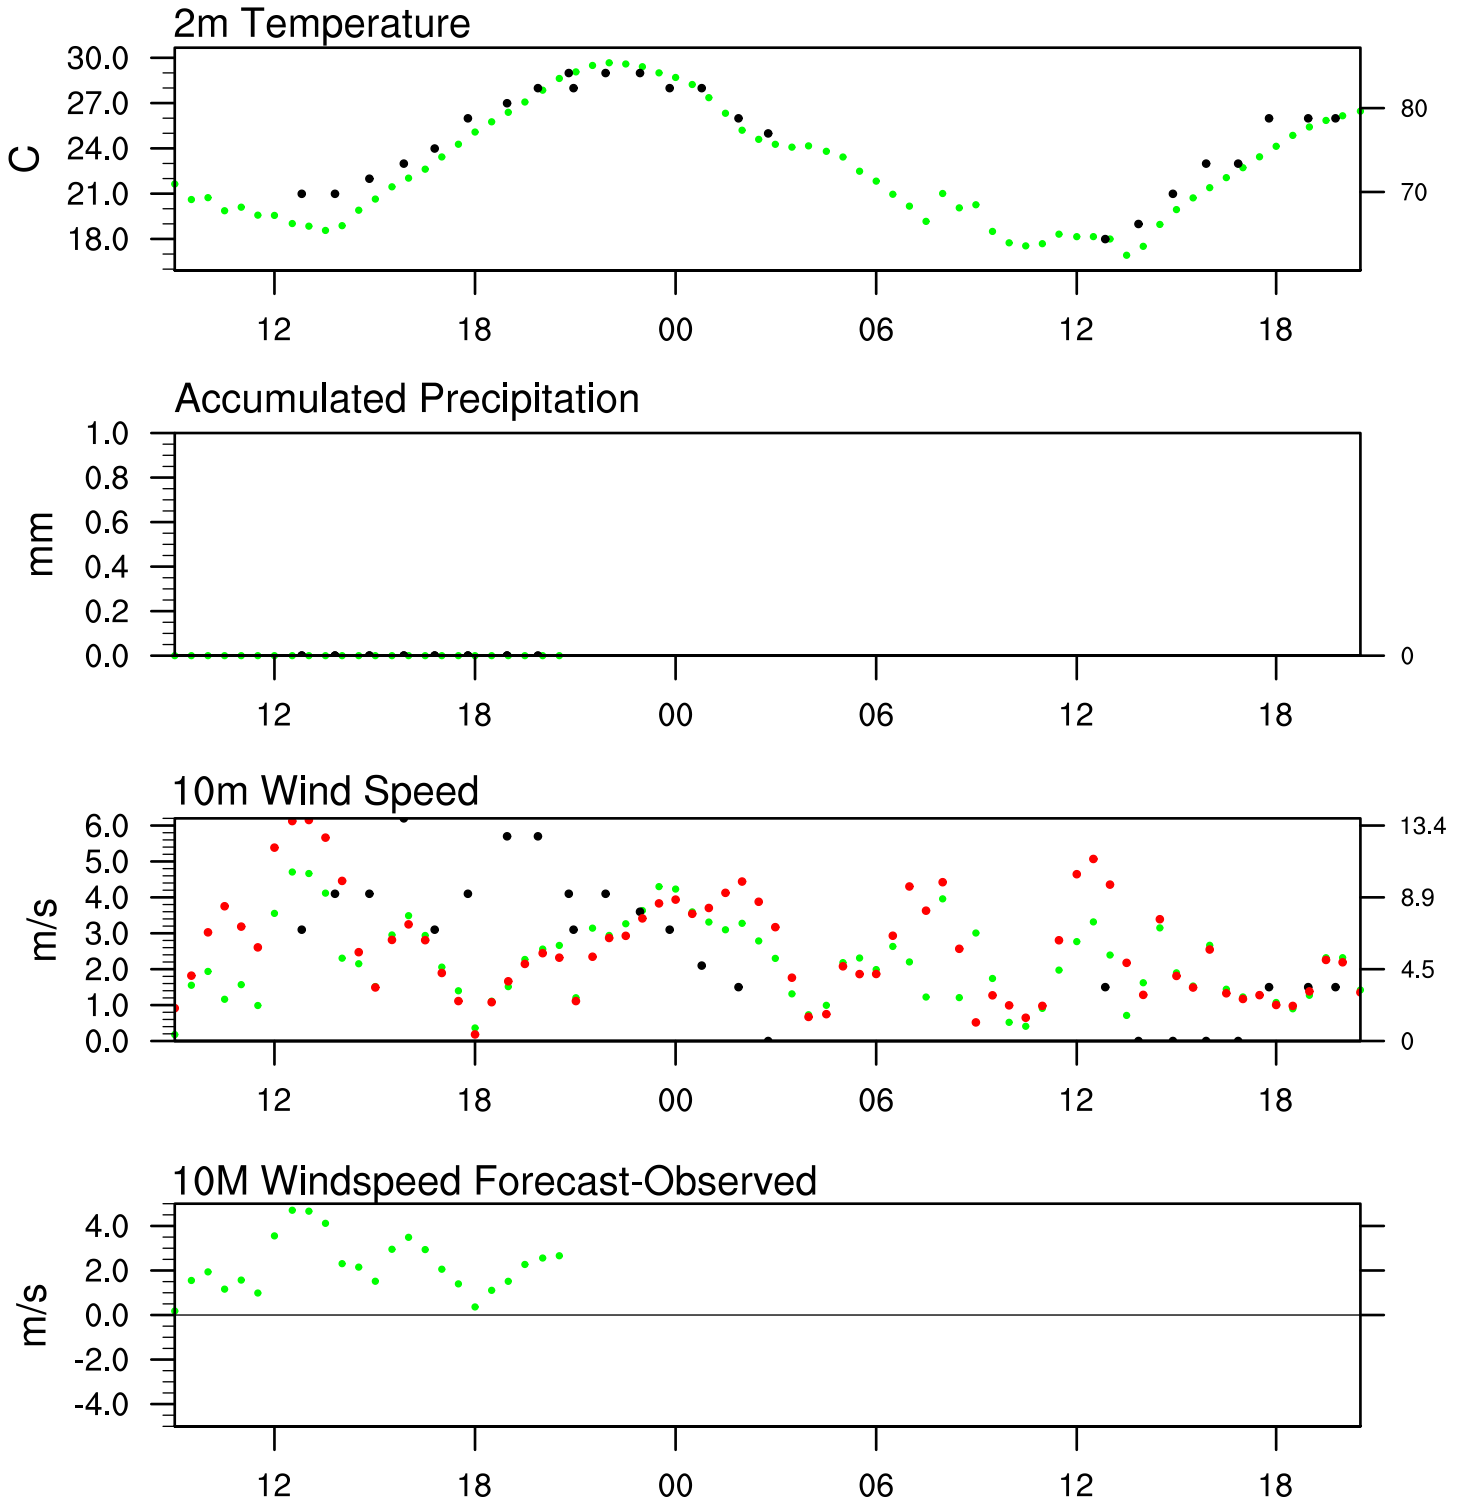 2m Temperature
30.0
27.0
24.0
21.0
18.0
C
80
70
12 18 00 06 12 18
Accumulated Precipitation
1.0
0.8
0.6
0.4
0.2
0.0
mm
0
12 18 00 06 12 18
10m Wind Speed
6.0
5.0
4.0
3.0
2.0
1.0
0.0
m/s
13.4
8.9
4.5
0
12 18 00 06 12 18
10M Windspeed Forecast-Observed
4.0
2.0
0.0
-2.0
-4.0
m/s
12 18 00 06 12 18